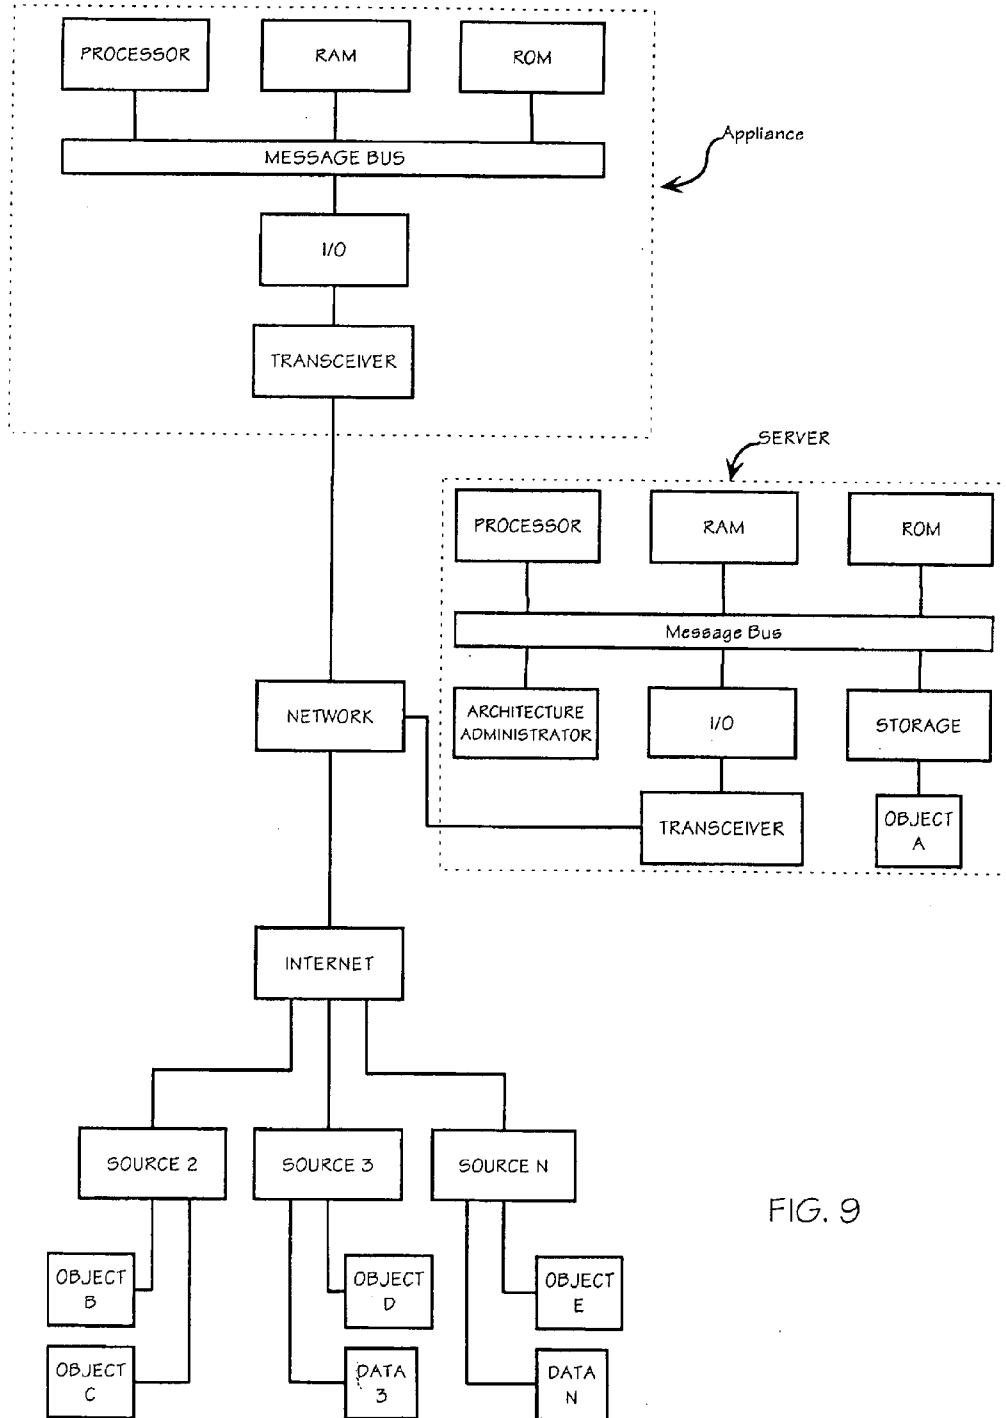 PROCESSOR
RAM
ROM
MESSAGE BUS
Appliance
I/O
TRANSCEIVER
SERVER
PROCESSOR
RAM
ROM
Message Bus
NETWORK
ARCHITECTURE
ADMINISTRATOR
I/O
STORAGE
TRANSCEIVER
OBJECT
A
INTERNET
SOURCE 2
SOURCE 3
SOURCE N
FIG. 9
OBJECT
B
OBJECT
D
OBJECT
E
OBJECT
C
DATA
3
DATA
N